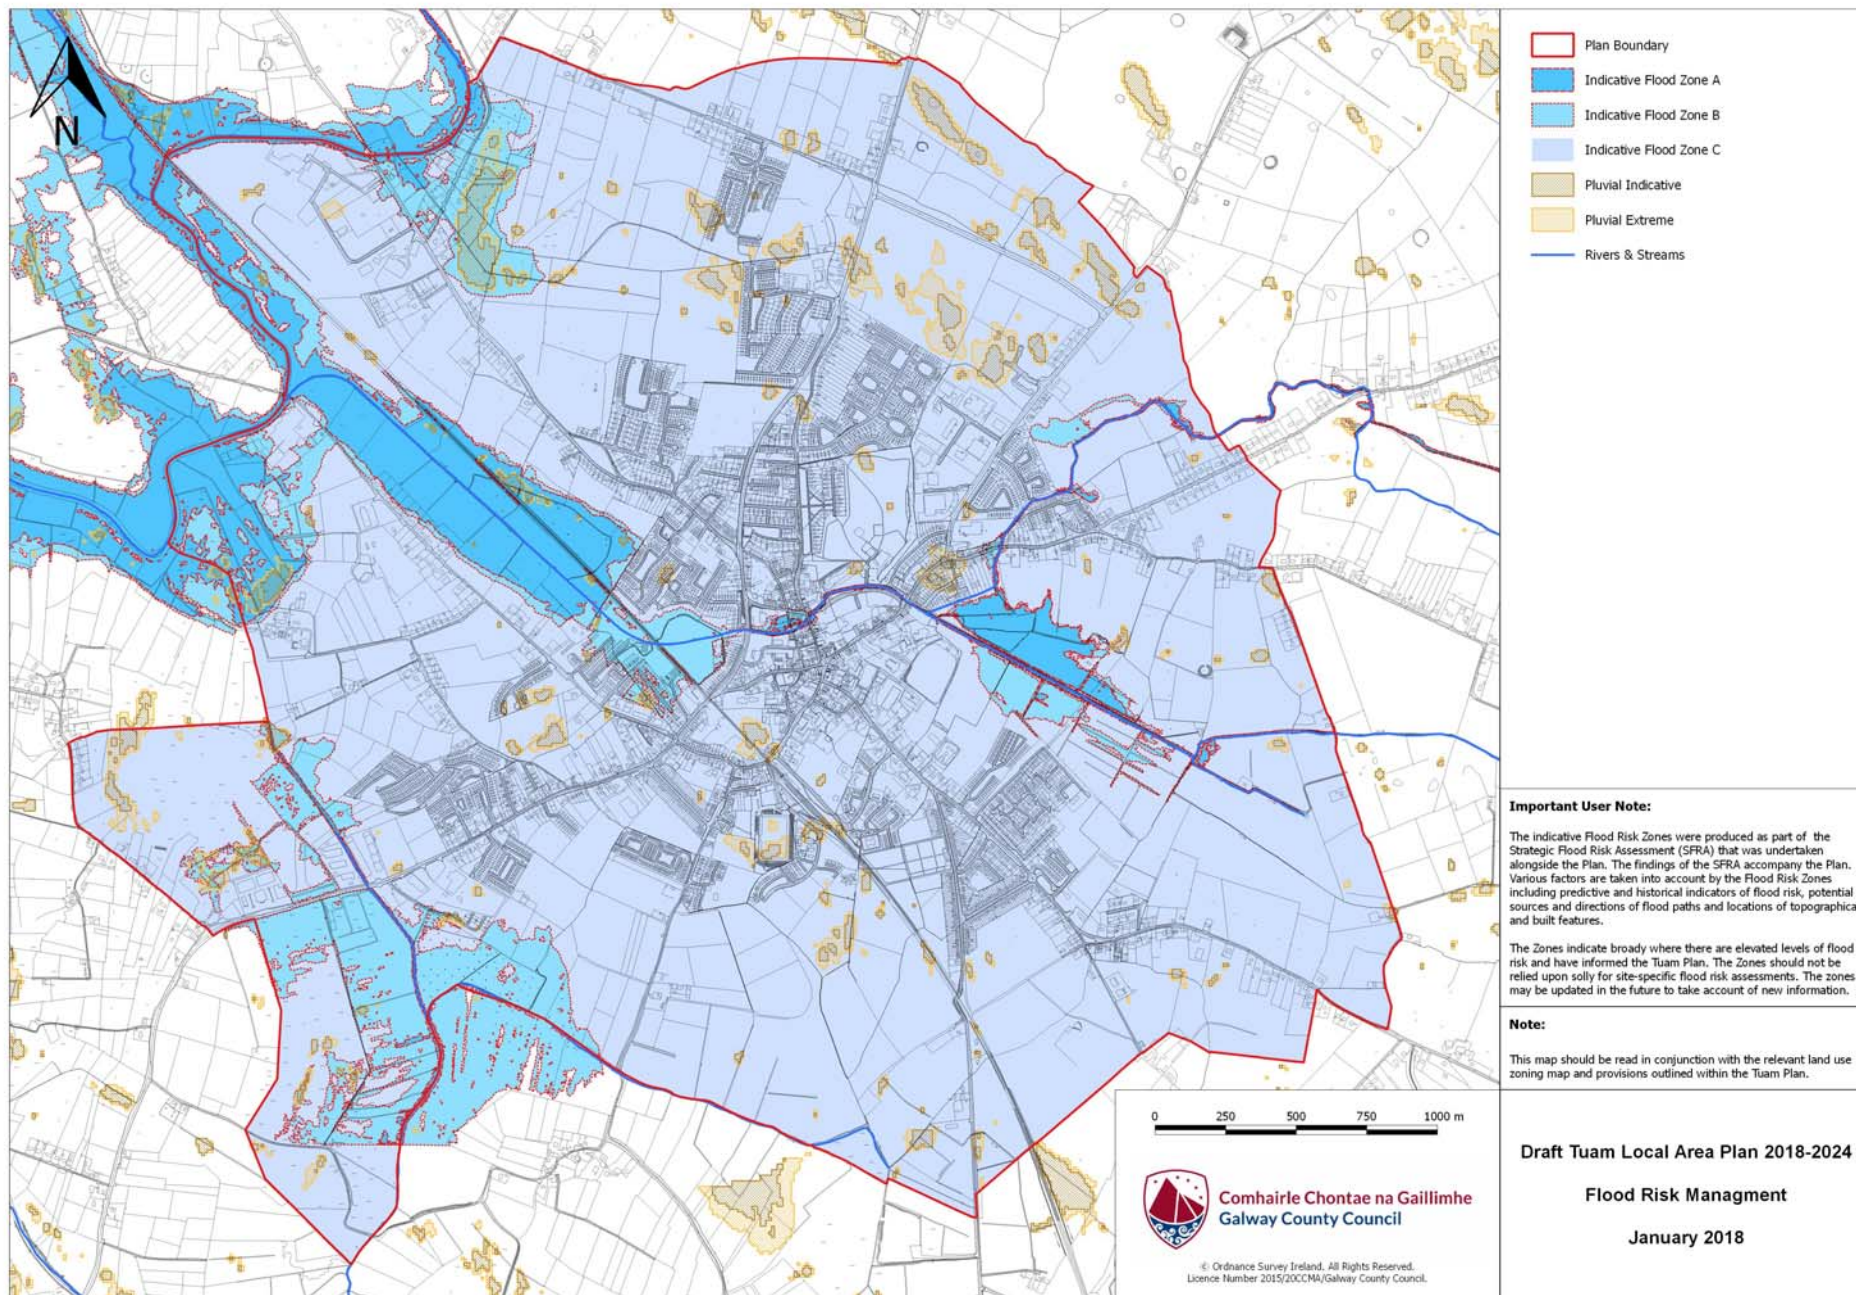 N
Plan Boundary
Indicative Flood Zone A
Indicative Flood Zone B
Indicative Flood Zone C
Pluvial Indicative
Pluvial Extreme
Rivers & Streams
Important User Note:
The indicative Flood Risk Zones were produced as part of the
Strategic Flood Risk Assessment (SFRA) that was undertaken
alongside the Plan. The findings of the SFRA accompany the Plan.
Various factors are taken into account by the Flood Risk Zones
including predictive and historical indicators of flood risk, potential
sources and directions of flood paths and locations of topographica
and built features.
The Zones indicate broady where there are elevated levels of flood
risk and have informed the Tuam Plan. The Zones should not be
relied upon solly for site-specific flood risk assessments. The zones
may be updated in the future to take account of new information.
Note:
This map should be read in conjunction with the relevant land use
zoning map and provisions outlined within the Tuam Plan.
0 250 500 750 1000 m
Comhairle Chontae na Gaillimhe
Galway County Council
© Ordnance Survey Ireland. All Rights Reserved.
Licence Number 2015/20CCMA/Galway County Council.
Draft Tuam Local Area Plan 2018-2024
Flood Risk Managment
January 2018